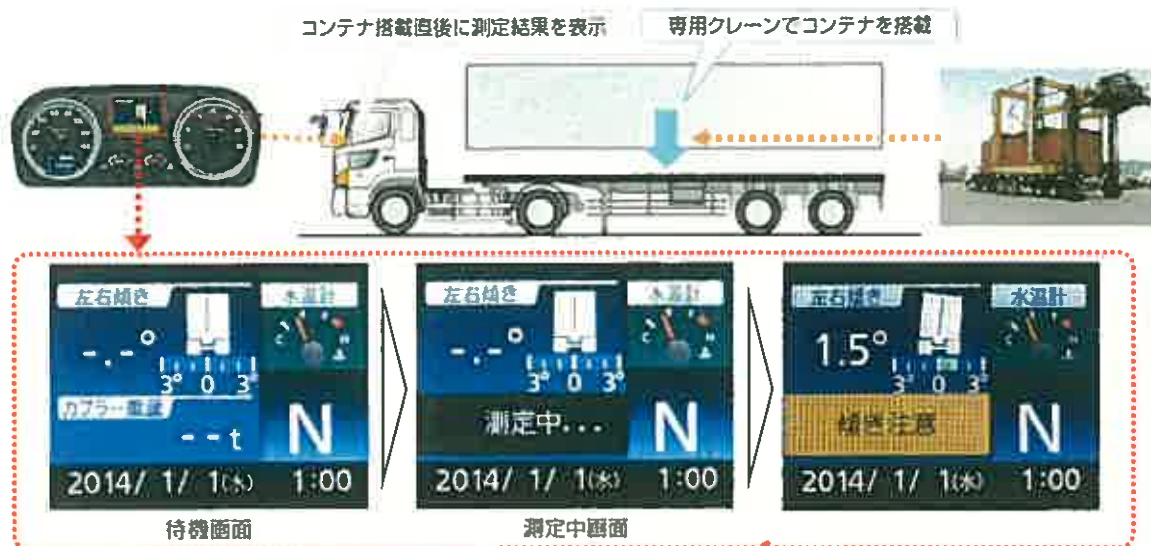 コンテナ搭載直後に測定結果を表示
専用クレーンでコンテナを搭載
左右傾き
水温計
-.-°
3° 0 3°
カプラー重量
--t
N
2014/ 1/ 1(水) 1:00
待機画面
左右傾き
水温計
-.-°
3° 0 3°
測定中...
N
2014/ 1/ 1(水) 1:00
測定中画面
左右傾き
水温計
1.5°
3° 0 3°
傾き注意
N
2014/ 1/ 1(水) 1:00